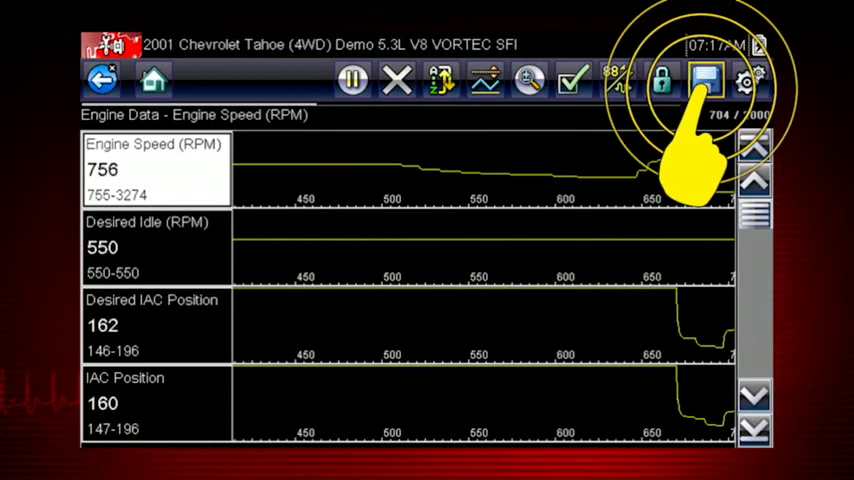 2001 Chevrolet Tahoe (4WD) Demo 5.3L V8 VORTEC SFI
07:17AM
Engine Data - Engine Speed (RPM)
704 / 2000
Engine Speed (RPM)
756
755-3274
450 500 550 600 650
Desired Idle (RPM)
550
550-550
450 500 550 600 650
Desired IAC Position
162
146-196
450 500 550 600 650
IAC Position
160
147-196
450 500 550 600 650